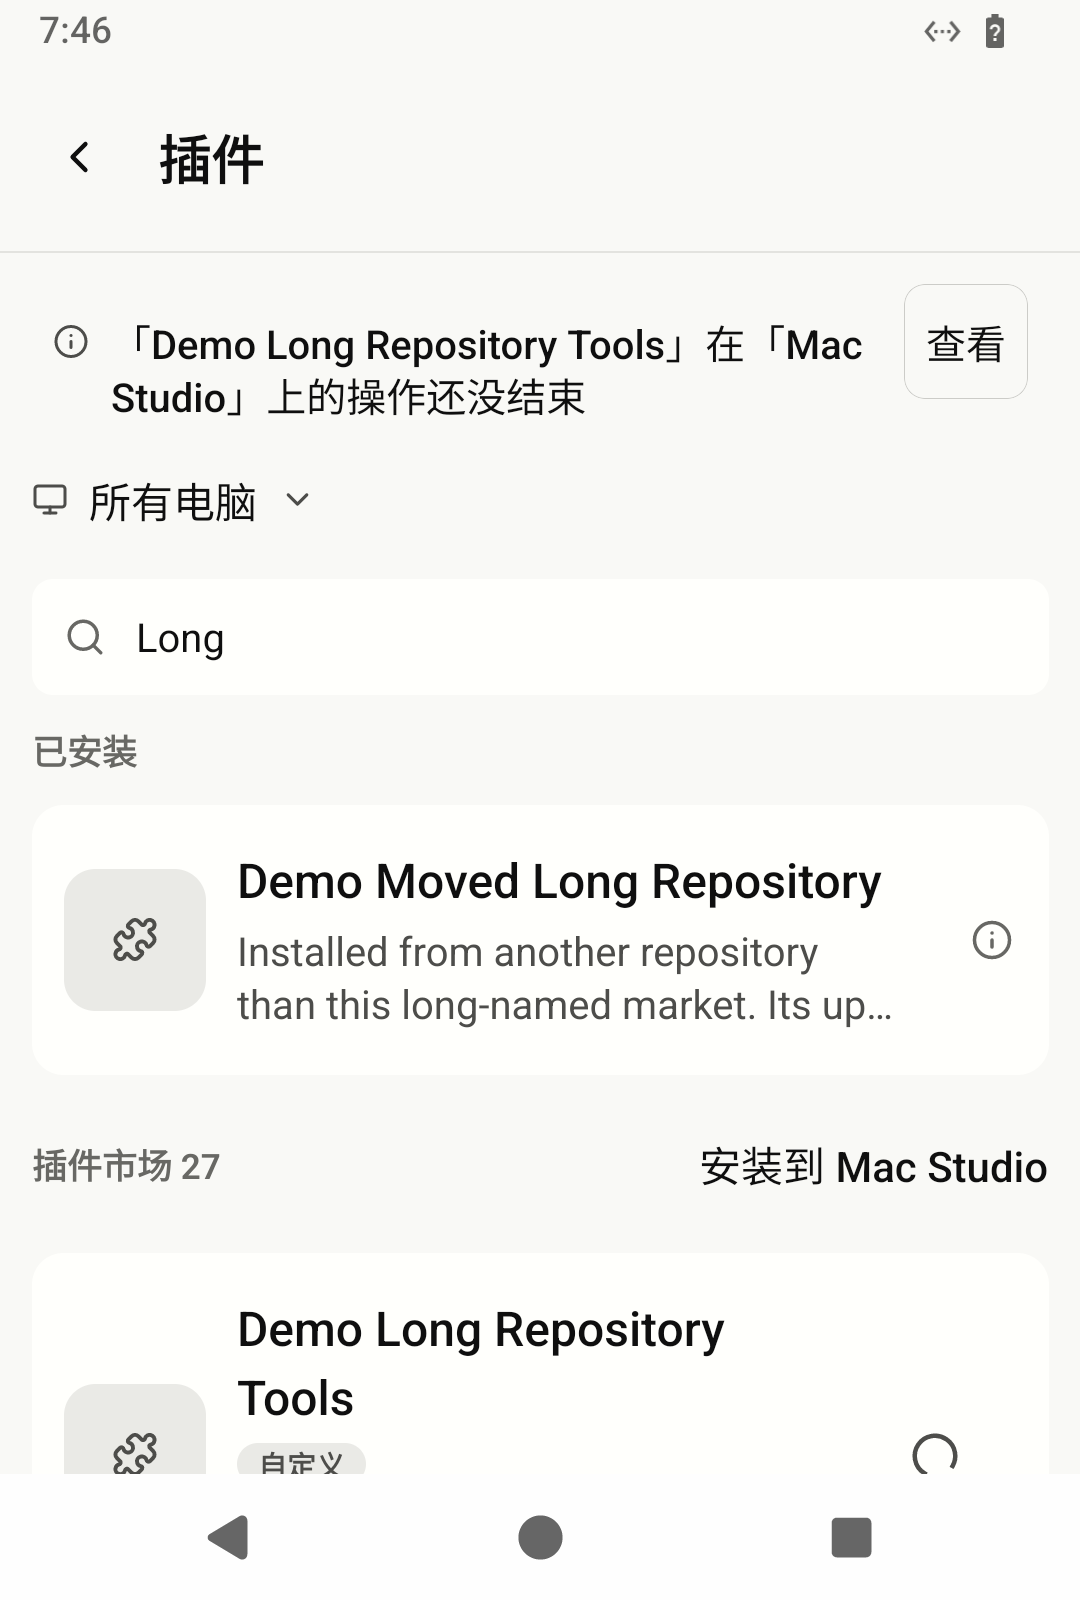 7:46
插件
「Demo Long Repository Tools」在「Mac
Studio」上的操作还没结束
查看
所有电脑
Long
已安装
Demo Moved Long Repository
Installed from another repository
than this long-named market. Its up…
插件市场 27
安装到 Mac Studio
Demo Long Repository
Tools
自定义